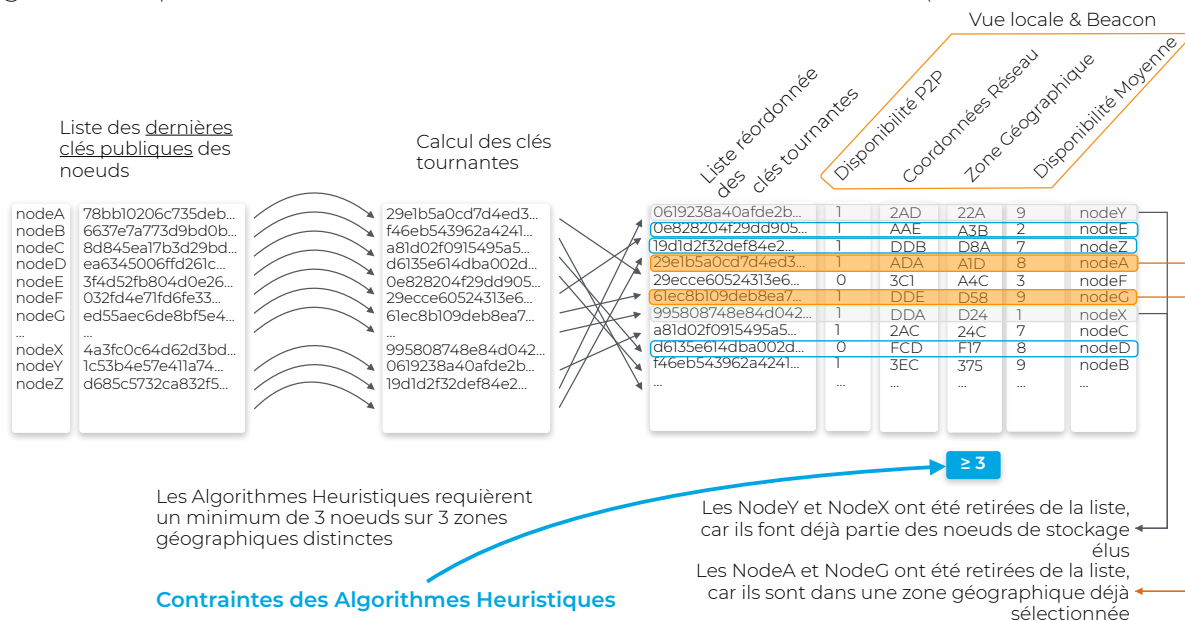 Vue locale & Beacon
Liste des dernières
clés publiques des
noeuds
Calcul des clés
tournantes
Liste réordonnée
des clés tournantes
Disponibilité P2P
Coordonnées Réseau
Zone Géographique
Disponibilité Moyenne
nodeA 78bb10206c735deb...
nodeB 6637e7a773d9bd0b...
nodeC 8d845ea17b3d29bd...
nodeD ea6345006ffd261c...
nodeE 3f4d52fb804d0e26...
nodeF 032fd4e71fd6fe33...
nodeG ed55aec6de8bf5e4...
... ...
nodeX 4a3fc0c64d62d3bd...
nodeY 1c53b4e57e411a74...
nodeZ d685c5732ca832f5...
29e1b5a0cd7d4ed3...
f46eb543962a4241...
a81d02f0915495a5...
d6135e614dba002d...
0e828204f29dd905...
29ecce60524313e6...
61ec8b109deb8ea7...
...
995808748e84d042...
0619238a40afde2b...
19d1d2f32def84e2...
0619238a40afde2b... 1 2AD 22A 9 nodeY
0e828204f29dd905... 1 AAE A3B 2 nodeE
19d1d2f32def84e2... 1 DDB D8A 7 nodeZ
29e1b5a0cd7d4ed3... 1 ADA A1D 8 nodeA
29ecce60524313e6... 0 3C1 A4C 3 nodeF
61ec8b109deb8ea7... 1 DDE D58 9 nodeG
995808748e84d042... 1 DDA D24 1 nodeX
a81d02f0915495a5... 1 2AC 24C 7 nodeC
d6135e614dba002d... 0 FCD F17 8 nodeD
f46eb543962a4241... 1 3EC 375 9 nodeB
... ... ... ... ... ...
≥ 3
Les Algorithmes Heuristiques requièrent
un minimum de 3 noeuds sur 3 zones
géographiques distinctes
Contraintes des Algorithmes Heuristiques
Les NodeY et NodeX ont été retirées de la liste,
car ils font déjà partie des noeuds de stockage
élus
Les NodeA et NodeG ont été retirées de la liste,
car ils sont dans une zone géographique déjà
sélectionnée